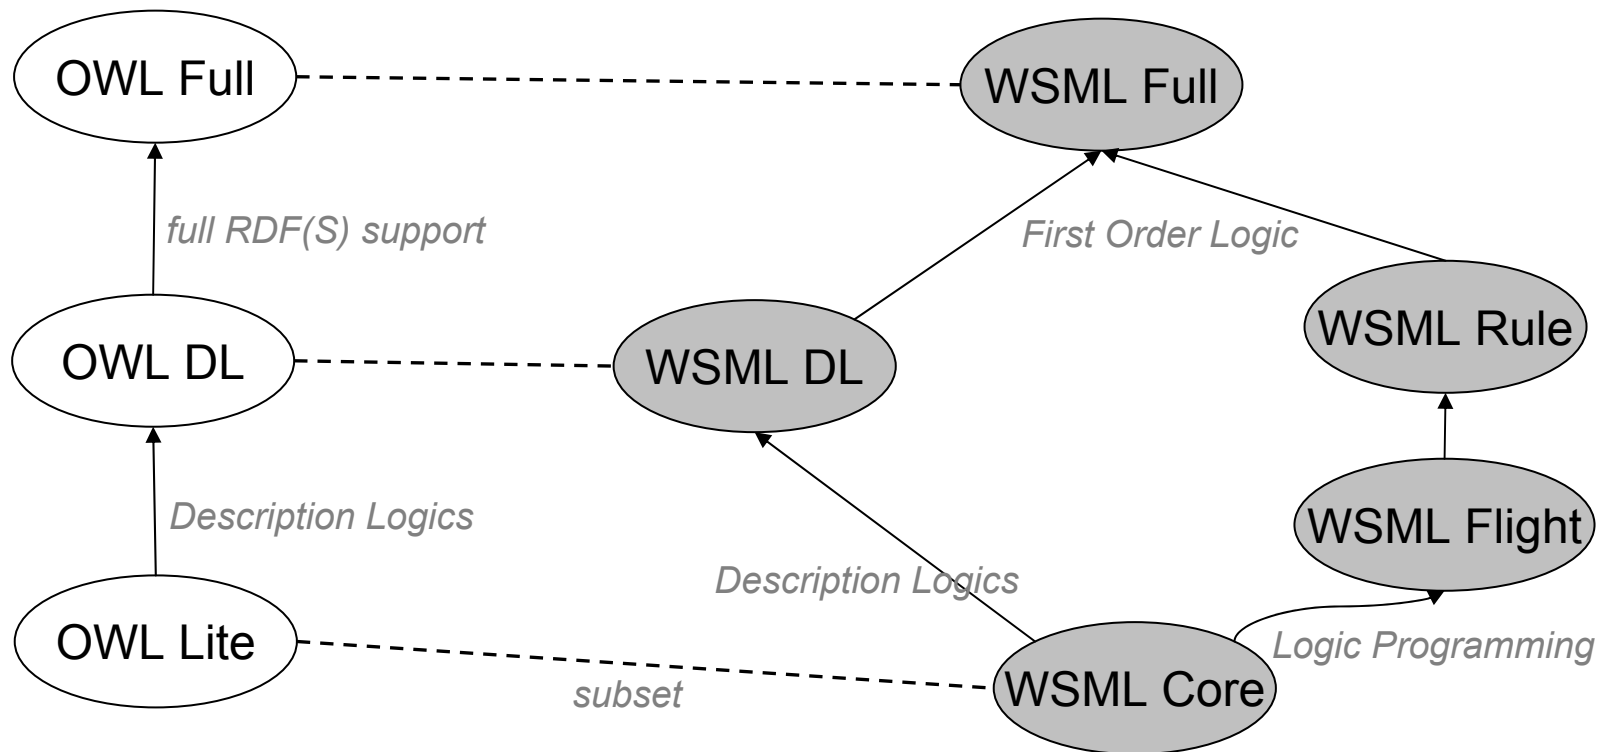 OWL Full
WSML Full
full RDF(S) support
First Order Logic
WSML Rule
OWL DL
WSML DL
Description Logics
WSML Flight
Description Logics
OWL Lite
Logic Programming
subset
WSML Core